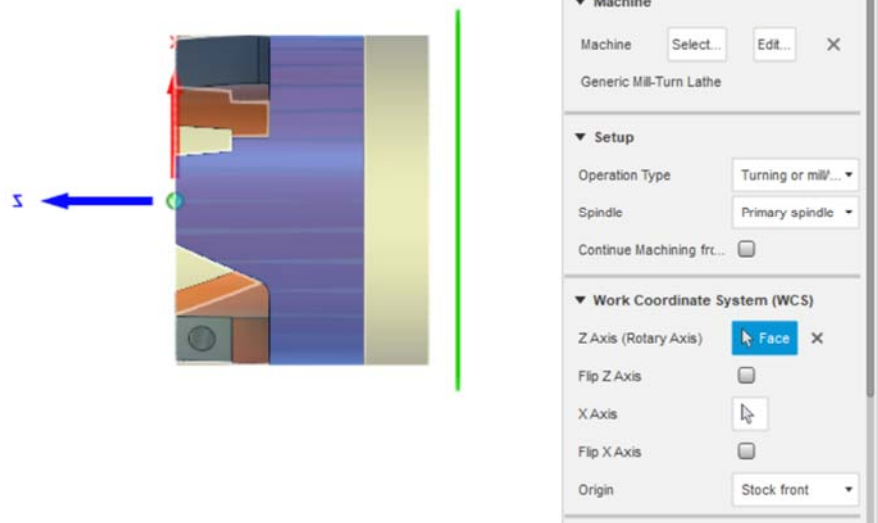 X
Z
Machine
Machine Select... Edit...
Generic Mill-Turn Lathe
Setup
Operation Type Turning or mill/...
Spindle Primary spindle
Continue Machining frc...
Work Coordinate System (WCS)
Z Axis (Rotary Axis) Face
Flip Z Axis
X Axis
Flip X Axis
Origin Stock front